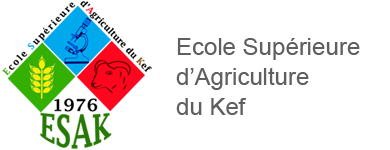 Ecole Supérieure d'Agriculture du Kef
1976
ESAK
Ecole Supérieure
d’Agriculture
du Kef